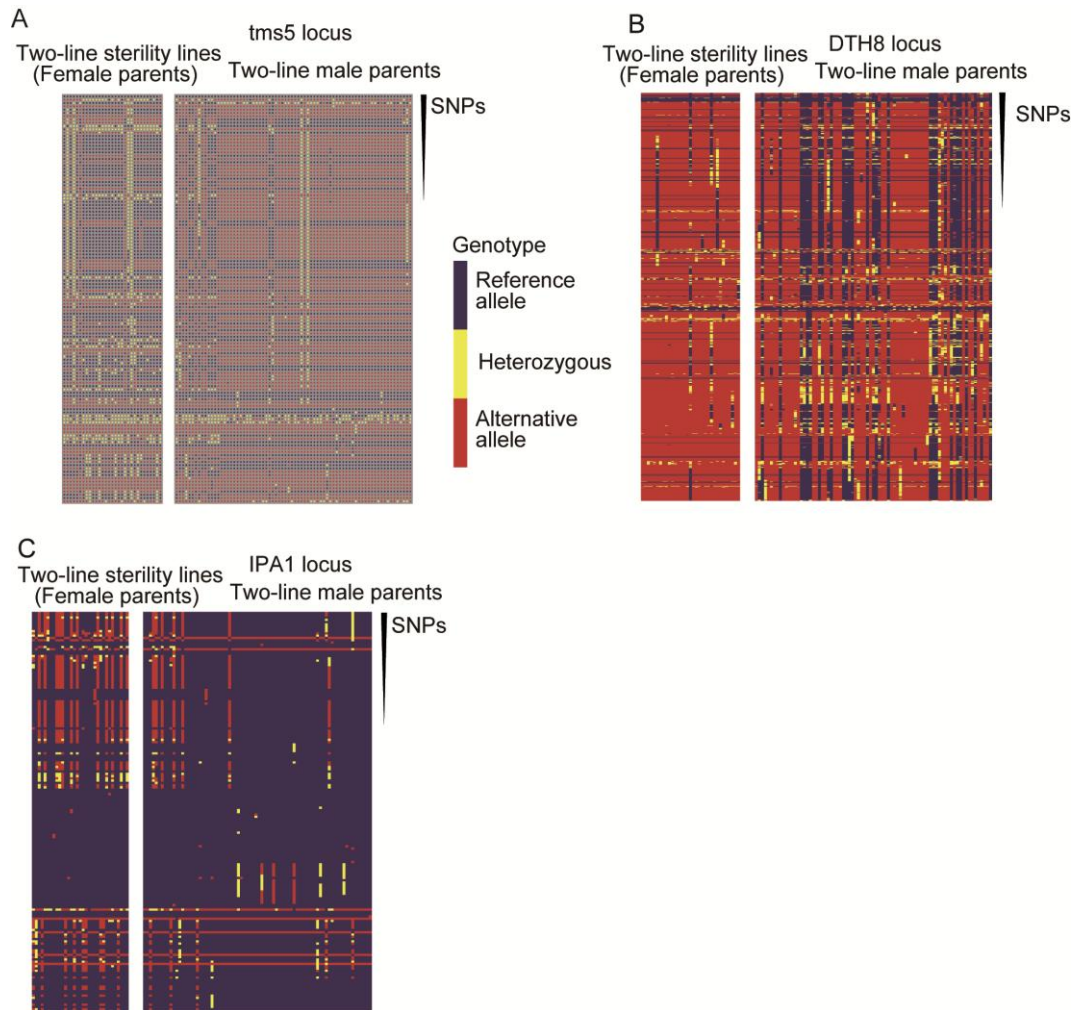 A
tms5 locus
Two-line sterility lines
(Female parents)
Two-line male parents
SNPs
Genotype
Reference
allele
Heterozygous
Alternative
allele
B
DTH8 locus
Two-line sterility lines
(Female parents)
Two-line male parents
SNPs
C
IPA1 locus
Two-line sterility lines
(Female parents)
Two-line male parents
SNPs